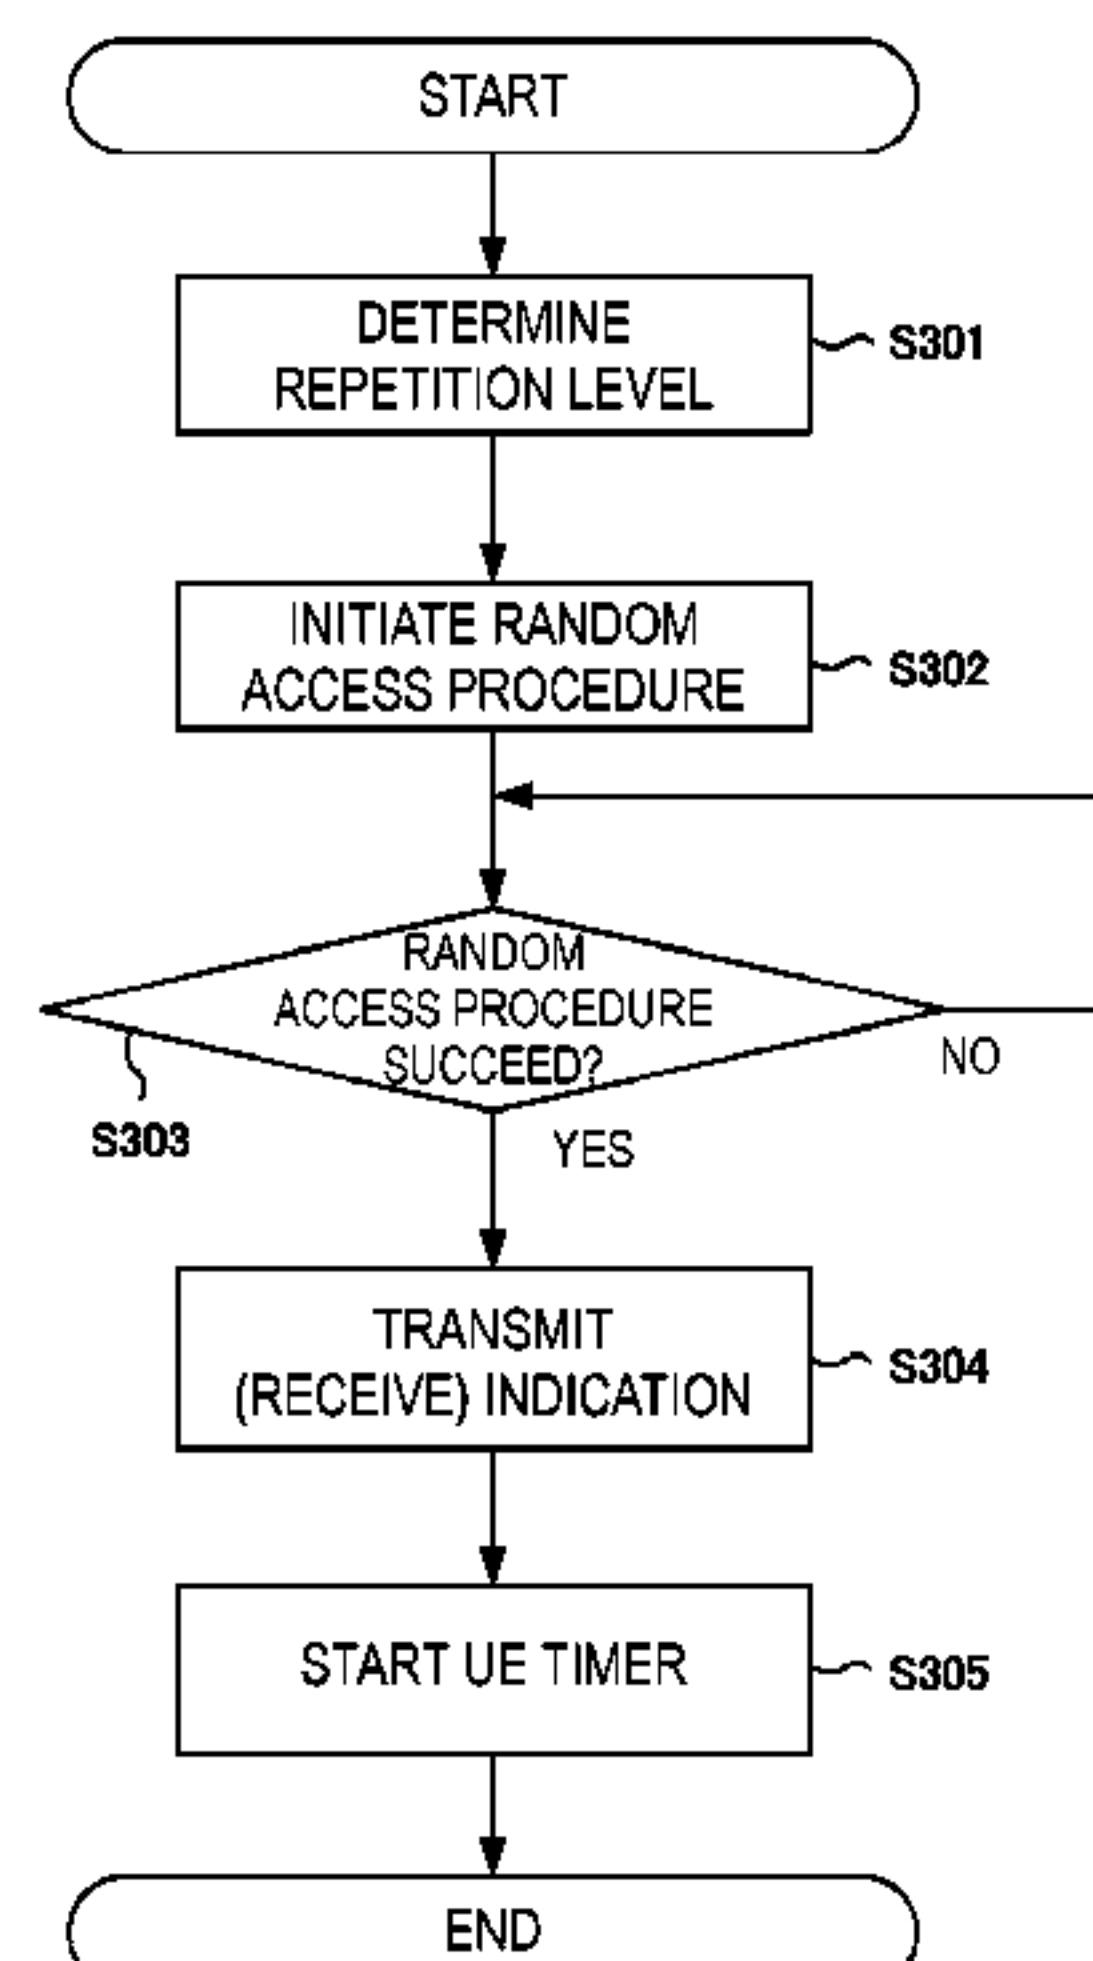 START
DETERMINE
REPETITION LEVEL
S301
INITIATE RANDOM
ACCESS PROCEDURE
S302
RANDOM
ACCESS PROCEDURE
SUCCEED?
NO
S303
YES
TRANSMIT
(RECEIVE) INDICATION
S304
START UE TIMER
S305
END